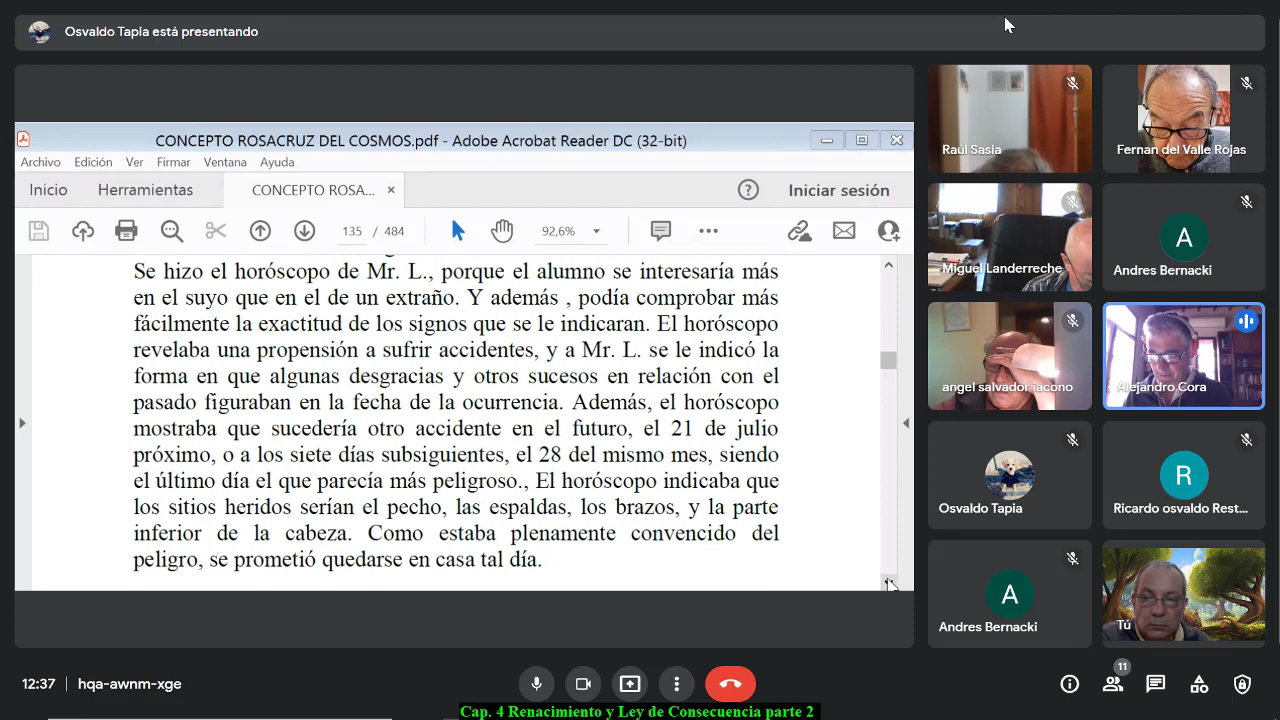 Osvaldo Tapia está presentando
CONCEPTO ROSACRUZ DEL COSMOS.pdf - Adobe Acrobat Reader DC (32-bit)
Archivo Edición Ver Firmar Ventana Ayuda
Inicio Herramientas CONCEPTO ROSA... × Iniciar sesión
135 / 484 92,6%
Se hizo el horóscopo de Mr. L., porque el alumno se interesaría más
en el suyo que en el de un extraño. Y además , podía comprobar más
fácilmente la exactitud de los signos que se le indicaran. El horóscopo
revelaba una propensión a sufrir accidentes, y a Mr. L. se le indicó la
forma en que algunas desgracias y otros sucesos en relación con el
pasado figuraban en la fecha de la ocurrencia. Además, el horóscopo
mostraba que sucedería otro accidente en el futuro, el 21 de julio
próximo, o a los siete días subsiguientes, el 28 del mismo mes, siendo
el último día el que parecía más peligroso., El horóscopo indicaba que
los sitios heridos serían el pecho, las espaldas, los brazos, y la parte
inferior de la cabeza. Como estaba plenamente convencido del
peligro, se prometió quedarse en casa tal día.
Raúl Sasia
Fernan del Valle Rojas
Miguel Landerreche
A
Andres Bernacki
angel salvador iacono
Alejandro Cora
Osvaldo Tapia
R
Ricardo osvaldo Rest...
A
Andres Bernacki
Tú
12:37 hqa-awnm-xge
11
Cap. 4 Renacimiento y Ley de Consecuencia parte 2